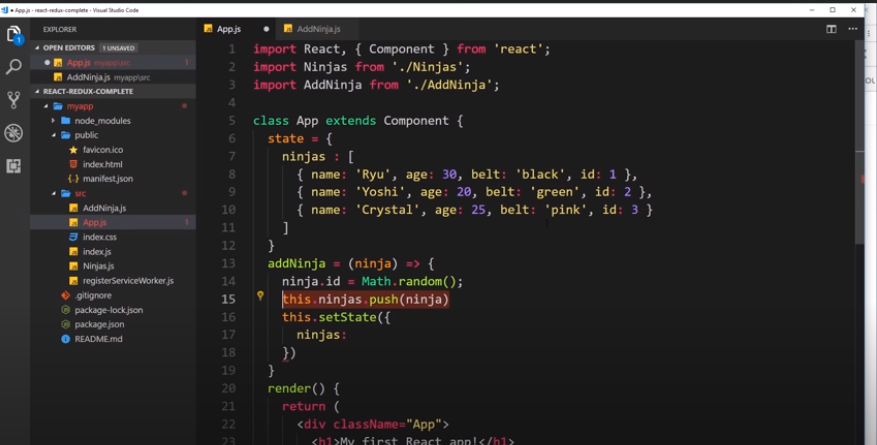 App.js - react-redux-complete - Visual Studio Code
EXPLORER
OPEN EDITORS 1 UNSAVED
App.js myapp\src 1
AddNinja.js myapp\src
REACT-REDUX-COMPLETE
myapp
node_modules
public
favicon.ico
index.html
manifest.json
src
AddNinja.js
App.js 1
index.css
index.js
Ninjas.js
registerServiceWorker.js
.gitignore
package-lock.json
package.json
README.md
1
App.js
AddNinja.js
1 import React, { Component } from 'react';
2 import Ninjas from './Ninjas';
3 import AddNinja from './AddNinja';
4
5 class App extends Component {
6 state = {
7 ninjas : [
8 { name: 'Ryu', age: 30, belt: 'black', id: 1 },
9 { name: 'Yoshi', age: 20, belt: 'green', id: 2 },
10 { name: 'Crystal', age: 25, belt: 'pink', id: 3 }
11 ]
12 }
13 addNinja = (ninja) => {
14 ninja.id = Math.random();
15 this.ninjas.push(ninja)
16 this.setState({
17 ninjas:
18 })
19 }
20 render() {
21 return (
22 <div className="App">
23 <h1>My first React app!</h1>